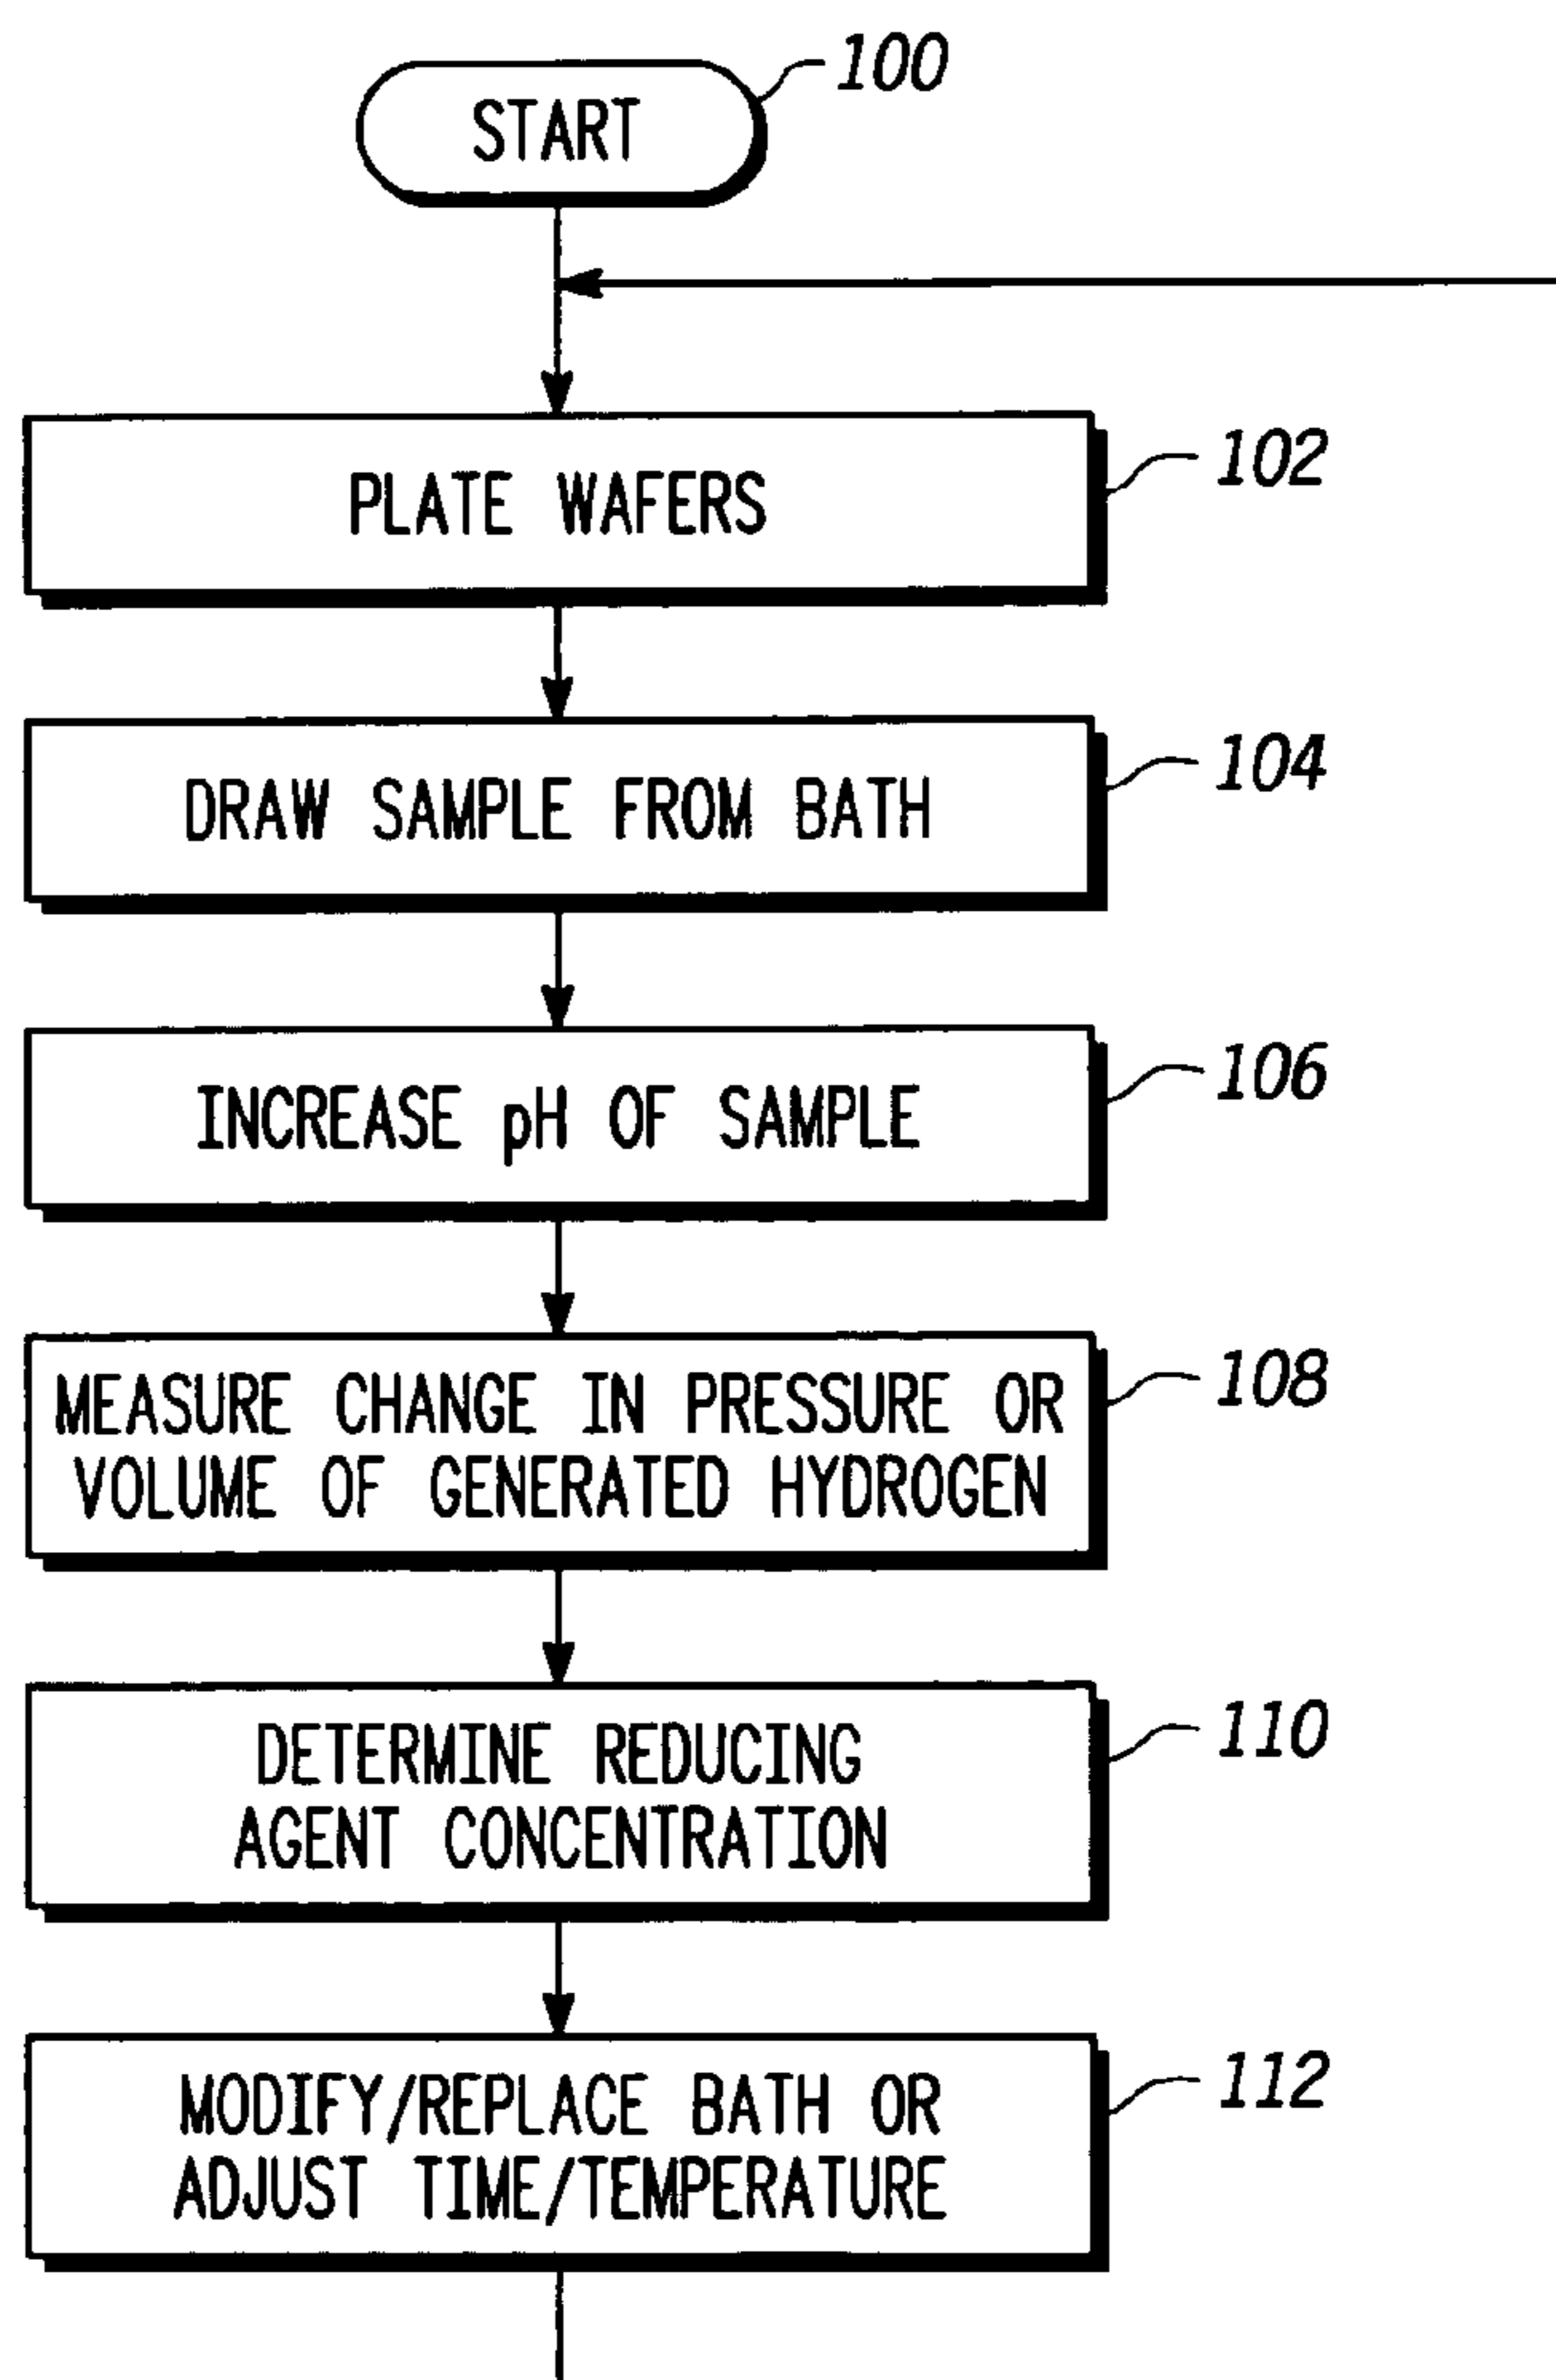 START
100
PLATE WAFERS
102
DRAW SAMPLE FROM BATH
104
INCREASE pH OF SAMPLE
106
MEASURE CHANGE IN PRESSURE OR
VOLUME OF GENERATED HYDROGEN
108
DETERMINE REDUCING
AGENT CONCENTRATION
110
MODIFY/REPLACE BATH OR
ADJUST TIME/TEMPERATURE
112